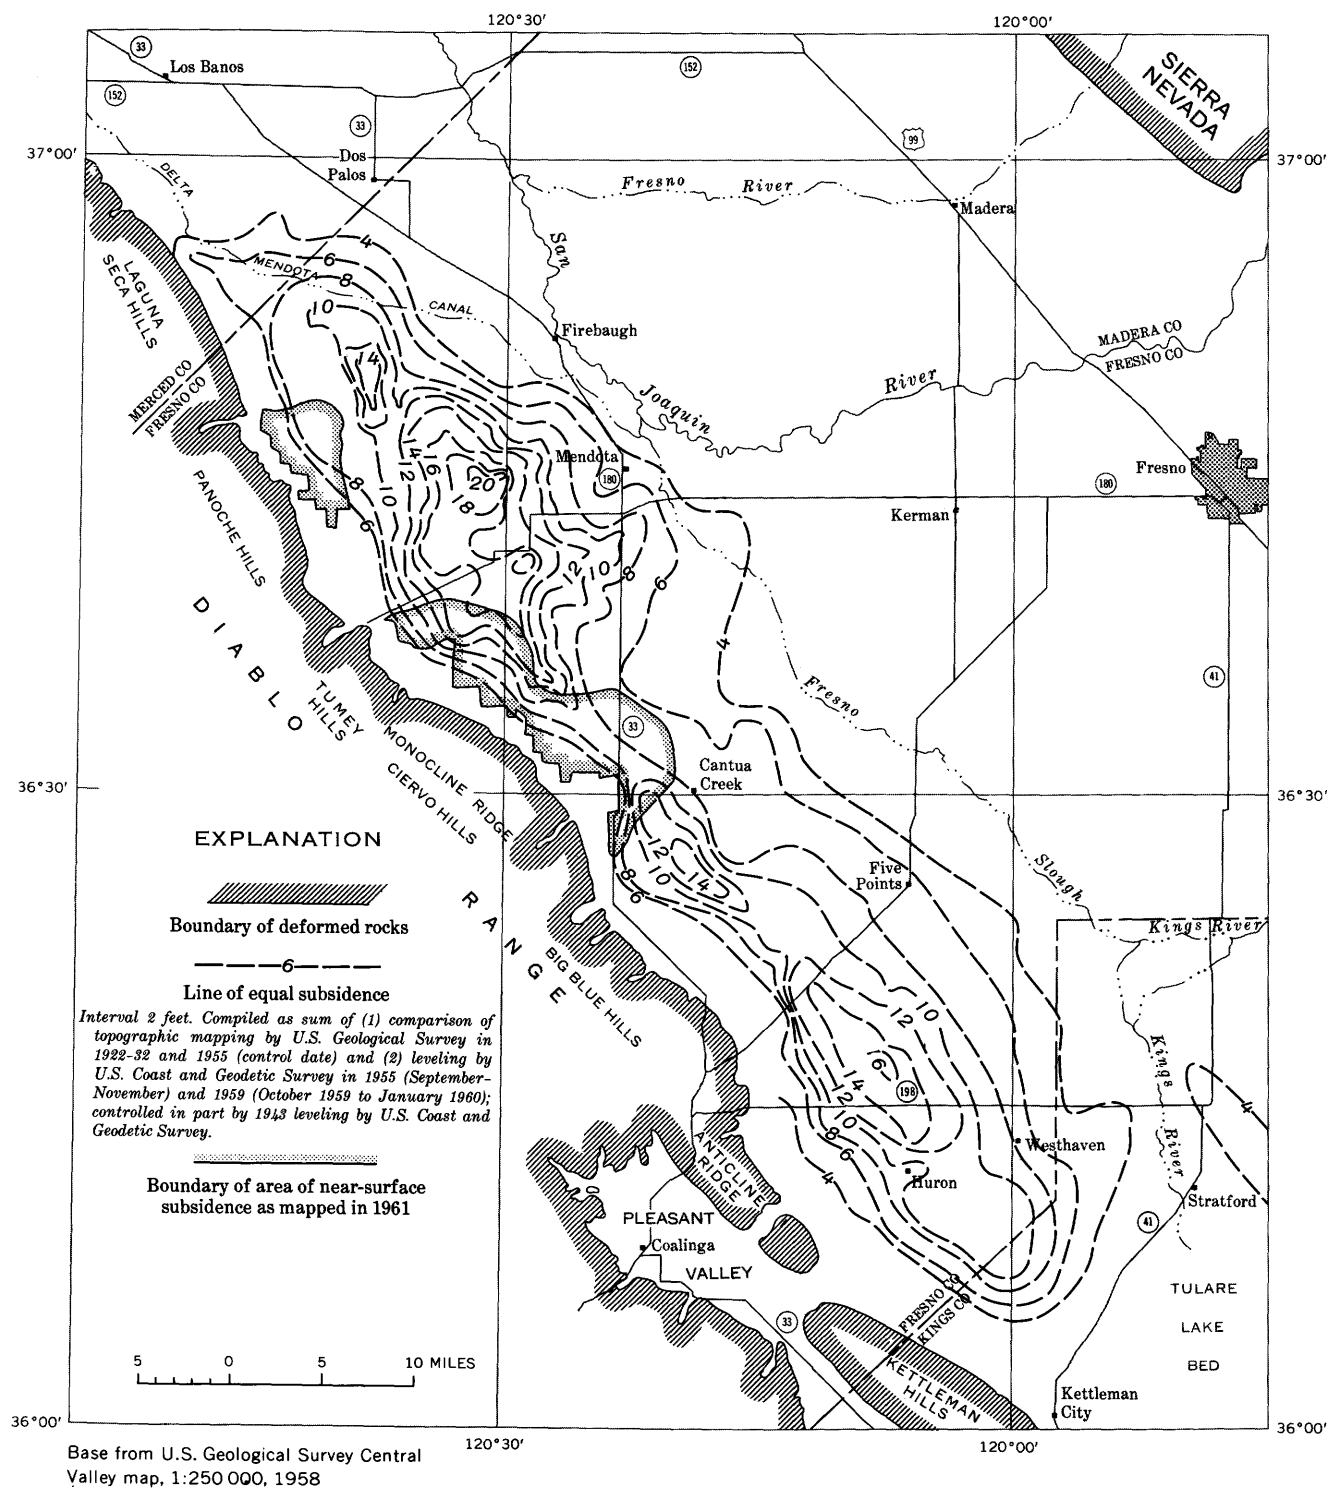 120°30′
120°00′
33
Los Banos
152
152
SIERRA
NEVADA
33
99
37°00′
Dos
Palos
37°00′
DELTA
Fresno River
Madera
San
4
6
MENDOTA
8
LAGUNA
SECA HILLS
10
CANAL
Firebaugh
MADERA CO
FRESNO CO
14
MERCED CO
FRESNO CO
River
Joaquin
Mendota
Fresno
14
16
12
20
180
180
8
10
18
Kerman
6
PANOCHE HILLS
12
10
8
6
DIABLO
4
41
TUMEY
HILLS
Fresno
33
MONOCLINE RIDGE
CIERVO HILLS
Cantua
Creek
36°30′
36°30′
EXPLANATION
12
10
14
8
6
Five
Points
Slough
Boundary of deformed rocks
RANGE
Kings River
6
BIG BLUE HILLS
Line of equal subsidence
Interval 2 feet. Compiled as sum of (1) comparison of
topographic mapping by U.S. Geological Survey in
1922-32 and 1955 (control date) and (2) leveling by
U.S. Coast and Geodetic Survey in 1955 (September-
November) and 1959 (October 1959 to January 1960);
controlled in part by 1943 leveling by U.S. Coast and
Geodetic Survey.
10
12
Kings
River
6
14
198
12
10
8
6
4
4
ANTICLINE
RIDGE
Westhaven
Huron
Stratford
Boundary of area of near-surface
subsidence as mapped in 1961
PLEASANT
Coalinga
VALLEY
41
FRESNO CO
KINGS CO
TULARE
LAKE
BED
33
5 0 5 10 MILES
KETTLEMAN
HILLS
Kettleman
City
36°00′
36°00′
120°30′
120°00′
Base from U.S. Geological Survey Central
Valley map, 1:250 000, 1958